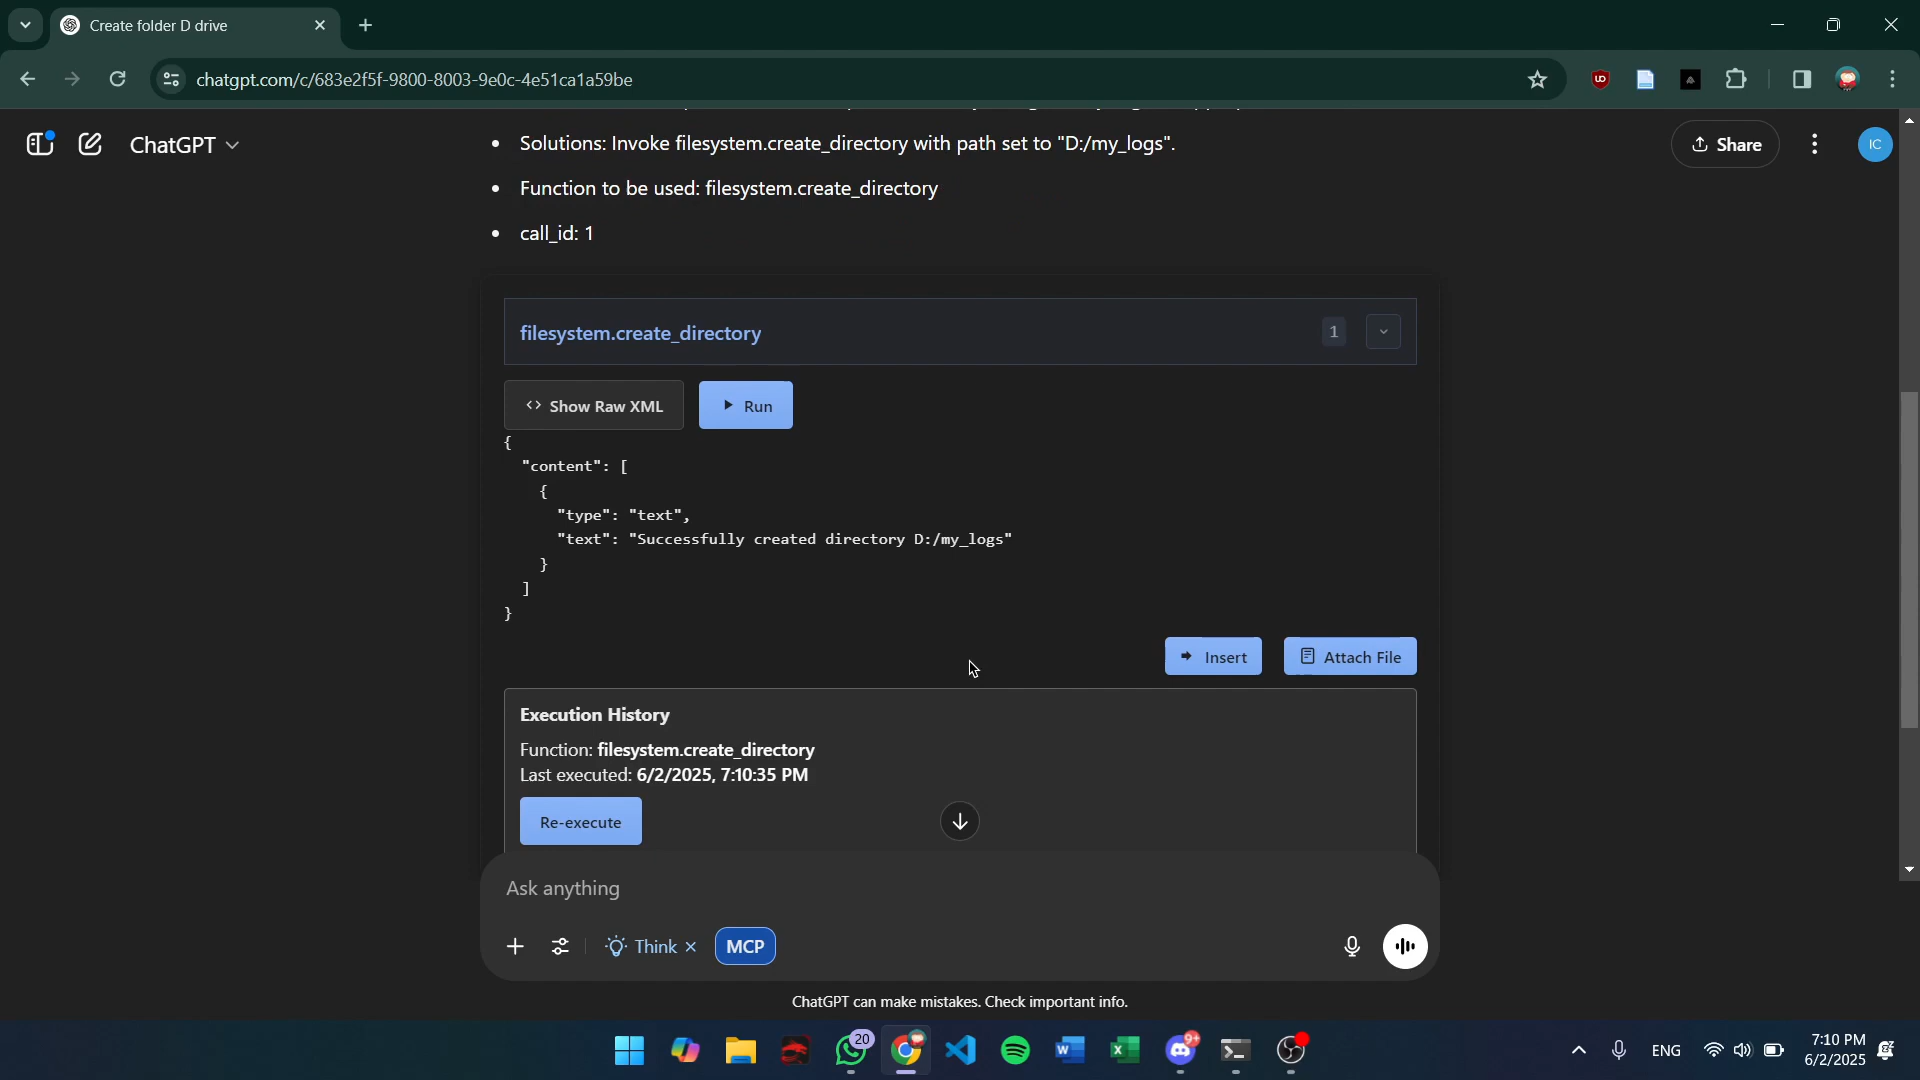 Create folder D drive
chatgpt.com/c/683e2f5f-9800-8003-9e0c-4e51ca1a59be
ChatGPT
Share
IC
• Solutions: Invoke filesystem.create_directory with path set to "D:/my_logs".
• Function to be used: filesystem.create_directory
• call_id: 1
filesystem.create_directory
1
<> Show Raw XML
Run
{
"content": [
{
"type": "text",
"text": "Successfully created directory D:/my_logs"
}
]
}
Insert
Attach File
Execution History
Function: filesystem.create_directory
Last executed: 6/2/2025, 7:10:35 PM
Re-execute
Ask anything
Think
MCP
ChatGPT can make mistakes. Check important info.
20
9+
ENG
7:10 PM
6/2/2025